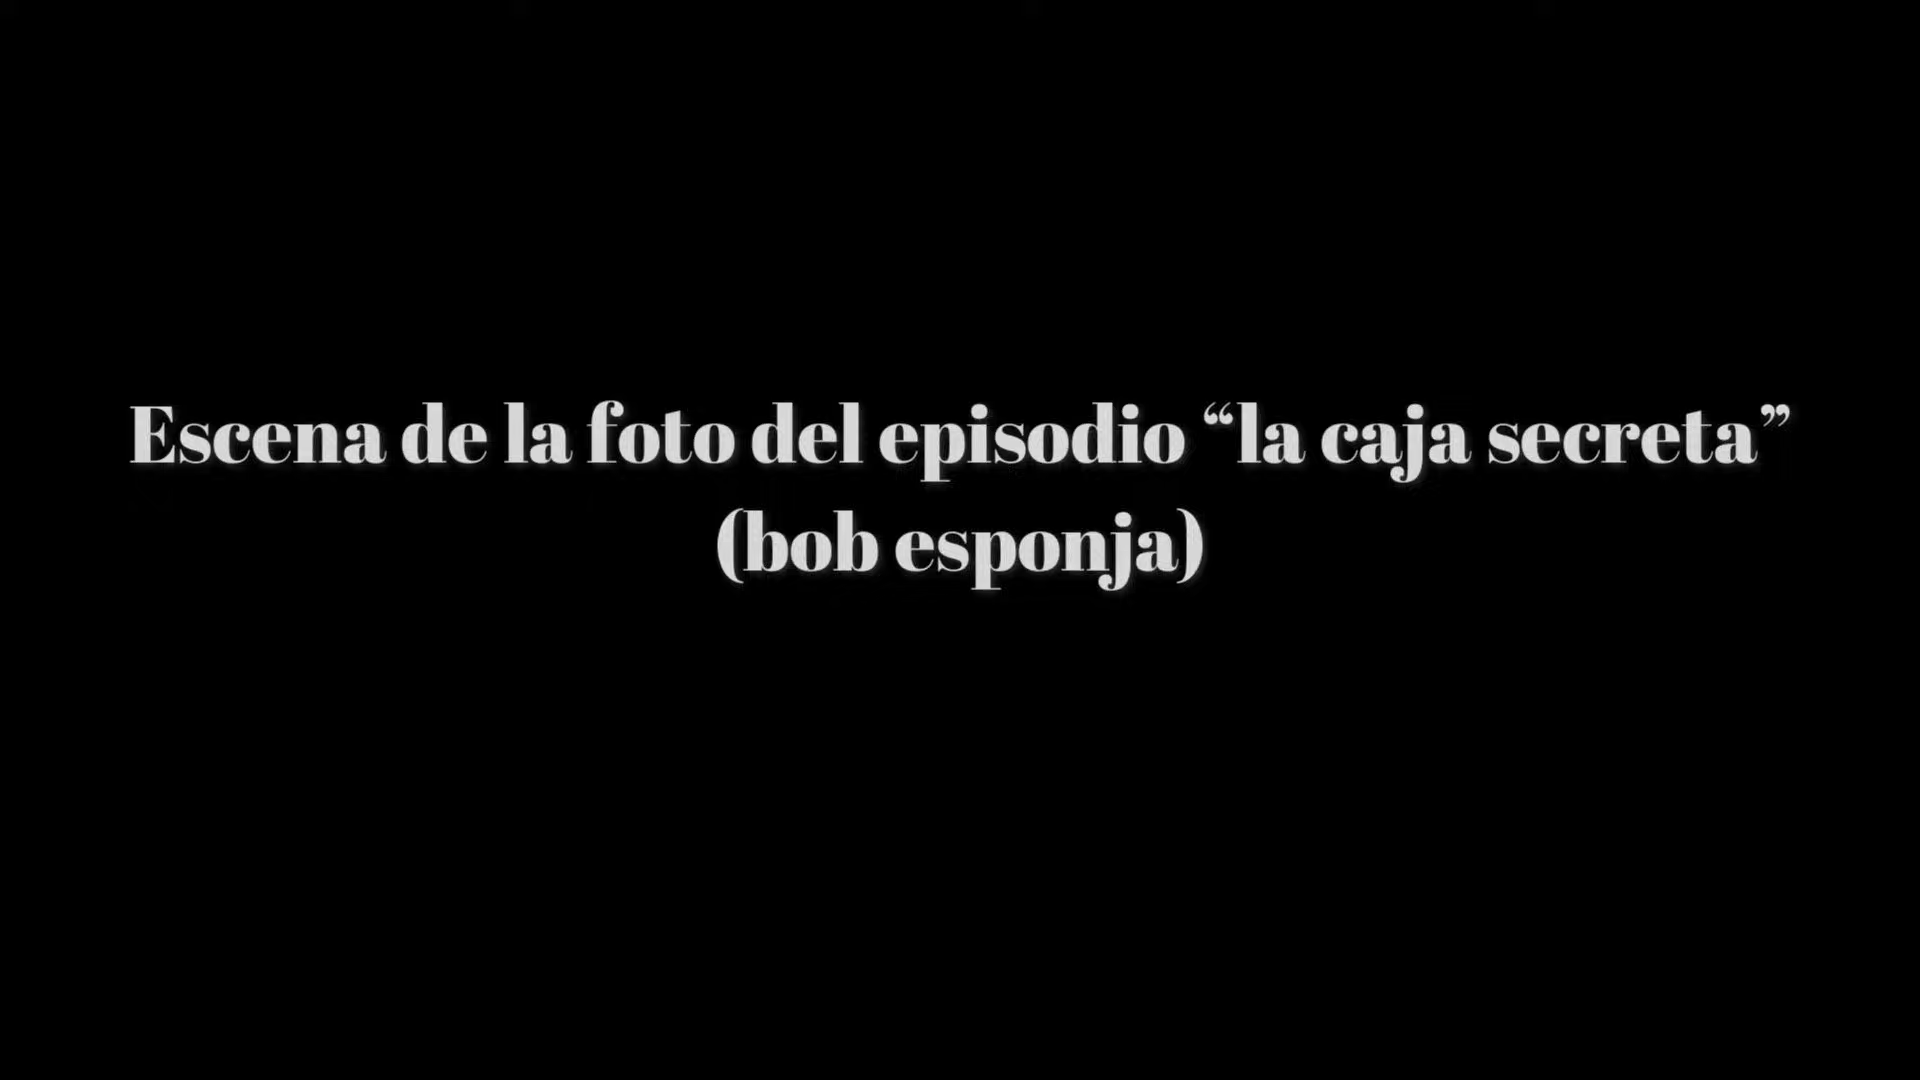 Escena de la foto del episodio “la caja secreta”
(bob esponja)